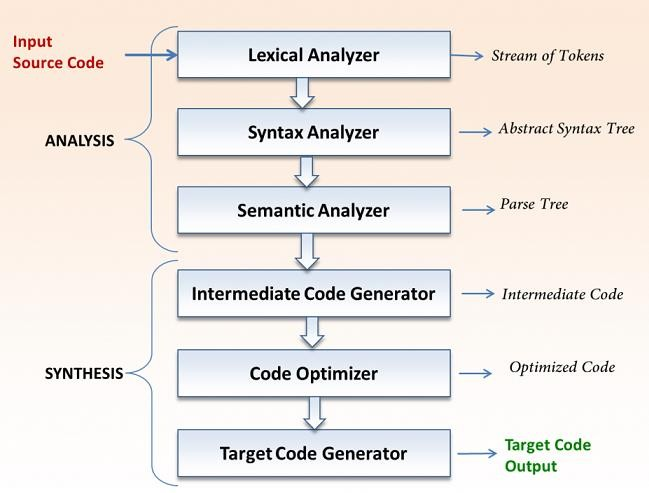 Input
Source Code
Lexical Analyzer
Stream of Tokens
Syntax Analyzer
Abstract Syntax Tree
ANALYSIS
Semantic Analyzer
Parse Tree
Intermediate Code Generator
Intermediate Code
SYNTHESIS
Code Optimizer
Optimized Code
Target Code Generator
Target Code
Output